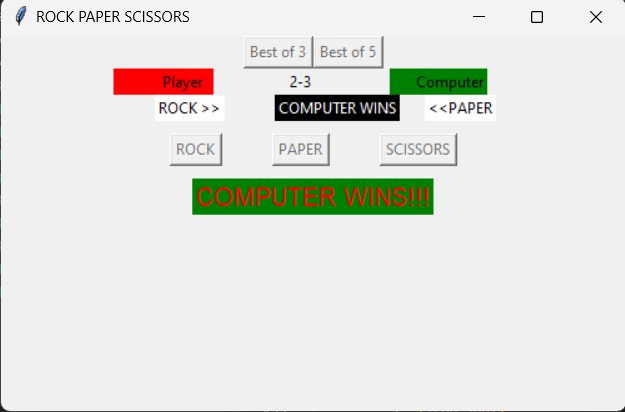 ROCK PAPER SCISSORS
Best of 3 Best of 5
Player 2-3 Computer
ROCK >> COMPUTER WINS <<PAPER
ROCK PAPER SCISSORS
COMPUTER WINS!!!